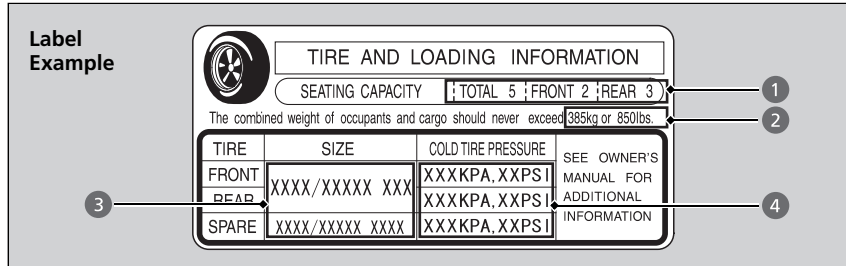 Label
Example
TIRE AND LOADING INFORMATION
SEATING CAPACITY TOTAL 5 FRONT 2 REAR 3
1
The combined weight of occupants and cargo should never exceed 385kg or 850lbs.
2
TIRE SIZE COLD TIRE PRESSURE SEE OWNER'S
MANUAL FOR
ADDITIONAL
INFORMATION
FRONT XXXX/XXXXX XXX XXXKPA,XXPSI
REAR XXXKPA,XXPSI
3
4
SPARE XXXX/XXXXX XXXX XXXKPA,XXPSI